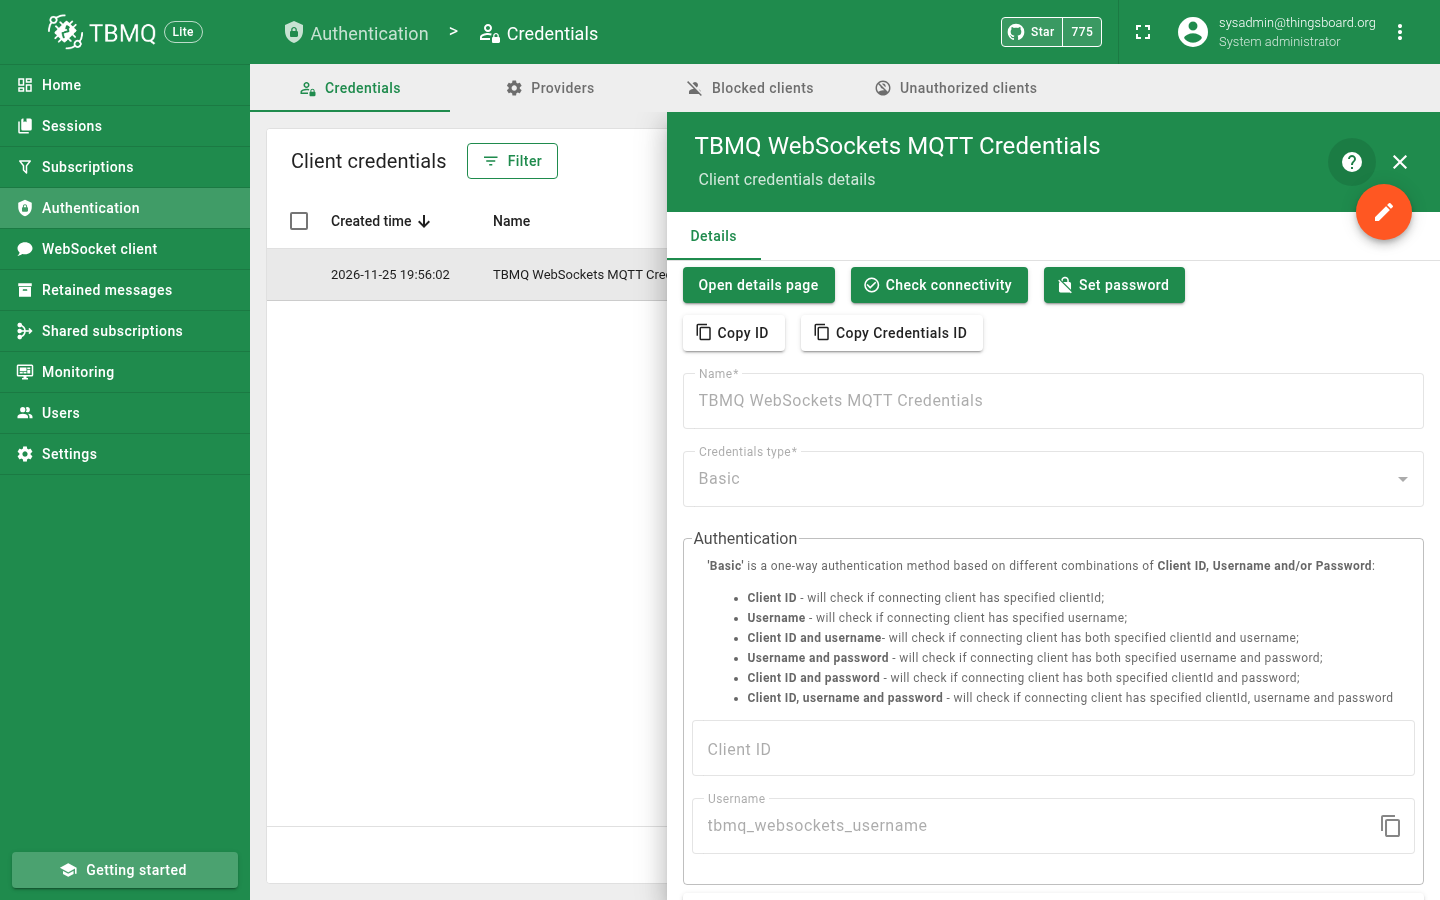 TBMQ Lite
Authentication > Credentials
Star 775
sysadmin@thingsboard.org
System administrator
Home
Sessions
Subscriptions
Authentication
WebSocket client
Retained messages
Shared subscriptions
Monitoring
Users
Settings
Getting started
Credentials
Providers
Blocked clients
Unauthorized clients
Client credentials
Filter
Created time
Name
2026-11-25 19:56:02
TBMQ WebSockets MQTT Cre
TBMQ WebSockets MQTT Credentials
Client credentials details
Details
Open details page
Check connectivity
Set password
Copy ID
Copy Credentials ID
Name*
TBMQ WebSockets MQTT Credentials
Credentials type*
Basic
Authentication
'Basic' is a one-way authentication method based on different combinations of Client ID, Username and/or Password:
• Client ID - will check if connecting client has specified clientId;
• Username - will check if connecting client has specified username;
• Client ID and username- will check if connecting client has both specified clientId and username;
• Username and password - will check if connecting client has both specified username and password;
• Client ID and password - will check if connecting client has both specified clientId and password;
• Client ID, username and password - will check if connecting client has specified clientId, username and password
Client ID
Username
tbmq_websockets_username